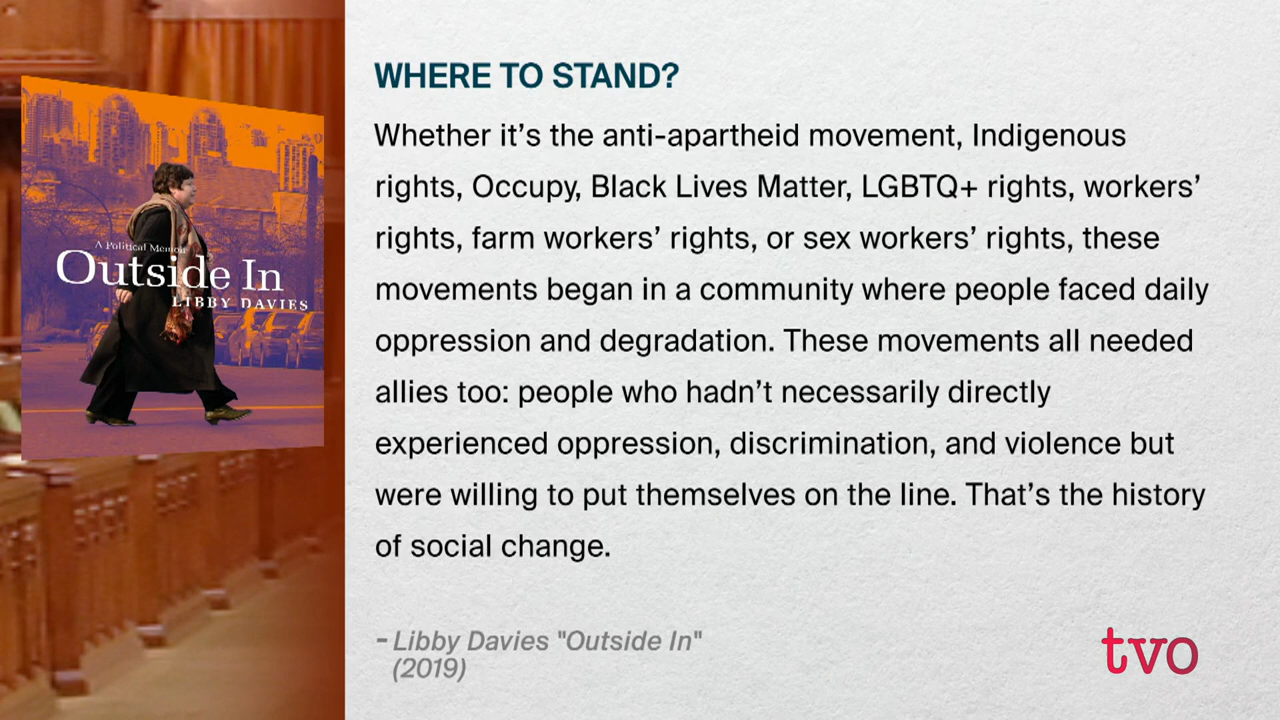 A Political Memoir
Outside In
LIBBY DAVIES
WHERE TO STAND?
Whether it's the anti-apartheid movement, Indigenous
rights, Occupy, Black Lives Matter, LGBTQ+ rights, workers'
rights, farm workers' rights, or sex workers' rights, these
movements began in a community where people faced daily
oppression and degradation. These movements all needed
allies too: people who hadn't necessarily directly
experienced oppression, discrimination, and violence but
were willing to put themselves on the line. That's the history
of social change.
- Libby Davies "Outside In"
(2019)
tvo